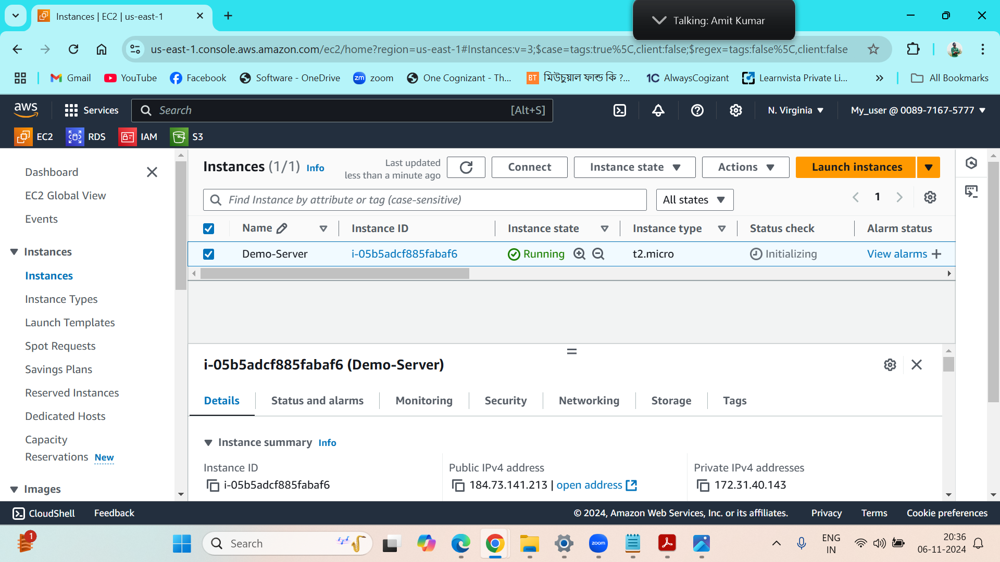 Instances | EC2 | us-east-1
Talking: Amit Kumar
us-east-1.console.aws.amazon.com/ec2/home?region=us-east-1#Instances:v=3;$case=tags:true%5C,client:false;$regex=tags:false%5C,client:false
Gmail YouTube Facebook Software - OneDrive zm zoom One Cognizant - Th... BT মিউচুয়াল ফান্ড কি ?... 1C AlwaysCogizant Learnvista Private Li... » All Bookmarks
aws Services Search [Alt+S] N. Virginia My_user @ 0089-7167-5777
EC2 RDS IAM S3
Dashboard
EC2 Global View
Events
Instances
Instances
Instance Types
Launch Templates
Spot Requests
Savings Plans
Reserved Instances
Dedicated Hosts
Capacity
Reservations New
Images
Instances (1/1) Info
Last updated
less than a minute ago
Connect Instance state Actions Launch instances
Find Instance by attribute or tag (case-sensitive) All states 1
Name Instance ID Instance state Instance type Status check Alarm status
Demo-Server i-05b5adcf885fabaf6 Running t2.micro Initializing View alarms +
i-05b5adcf885fabaf6 (Demo-Server)
Details Status and alarms Monitoring Security Networking Storage Tags
Instance summary Info
Instance ID
i-05b5adcf885fabaf6
Public IPv4 address
184.73.141.213 | open address
Private IPv4 addresses
172.31.40.143
CloudShell Feedback © 2024, Amazon Web Services, Inc. or its affiliates. Privacy Terms Cookie preferences
1 Search zoom ENG 20:36
IN 06-11-2024